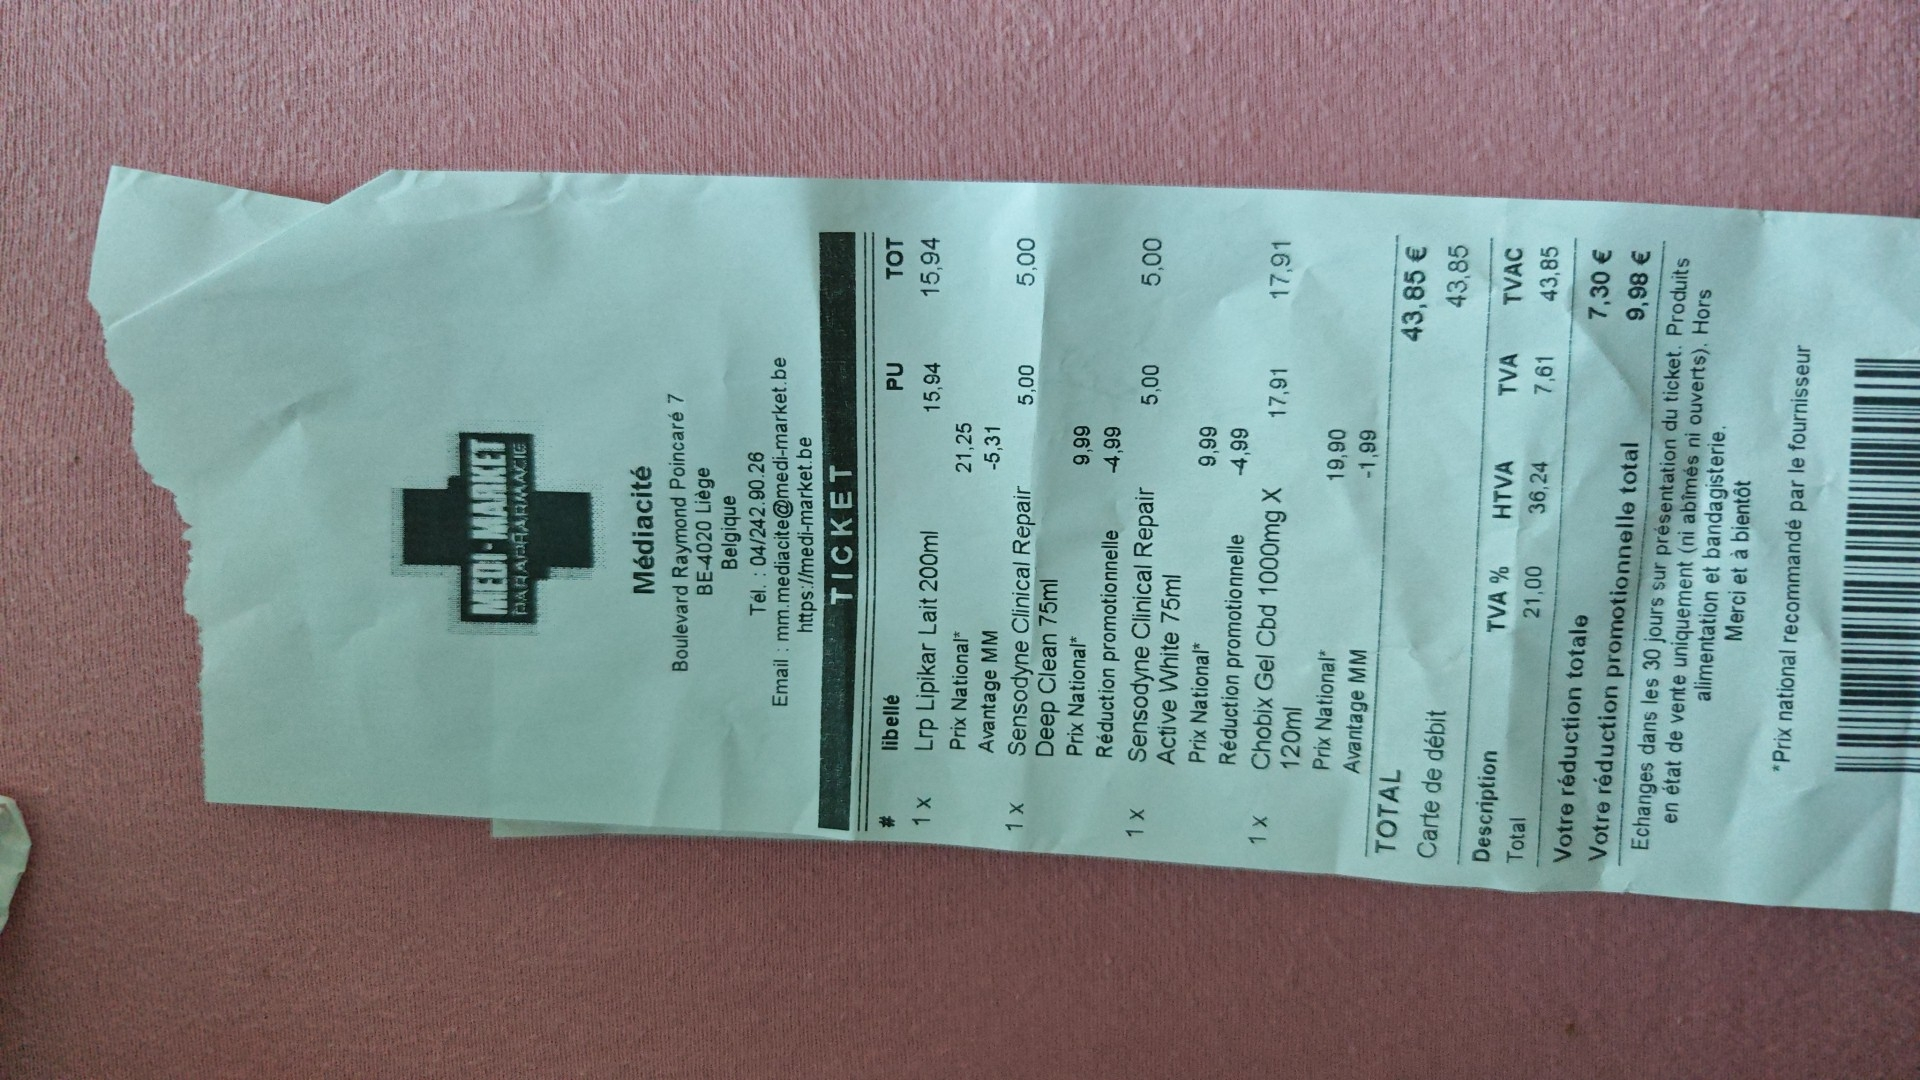 MEDI-MARKET
PARAPHARMACIE
Médiacité
Boulevard Raymond Poincaré 7
BE-4020 Liège
Belgique
Tél. : 04/242.90.26
Email : mm.mediacite@medi-market.be
https://medi-market.be
TICKET
# libellé PU TOT
1 x Lrp Lipikar Lait 200ml 15,94 15,94
Prix National* 21,25
Avantage MM -5,31
1 x Sensodyne Clinical Repair 5,00 5,00
Deep Clean 75ml
Prix National* 9,99
Réduction promotionnelle -4,99
1 x Sensodyne Clinical Repair 5,00 5,00
Active White 75ml
Prix National* 9,99
Réduction promotionnelle -4,99
1 x Chobix Gel Cbd 1000mg X 17,91 17,91
120ml
Prix National* 19,90
Avantage MM -1,99
TOTAL 43,85 €
Carte de débit 43,85
Description TVA % HTVA TVA TVAC
Total 21,00 36,24 7,61 43,85
Votre réduction totale 7,30 €
Votre réduction promotionnelle total 9,98 €
Echanges dans les 30 jours sur présentation du ticket. Produits
en état de vente uniquement (ni abîmés ni ouverts). Hors
alimentation et bandagisterie.
Merci et à bientôt
*Prix national recommandé par le fournisseur